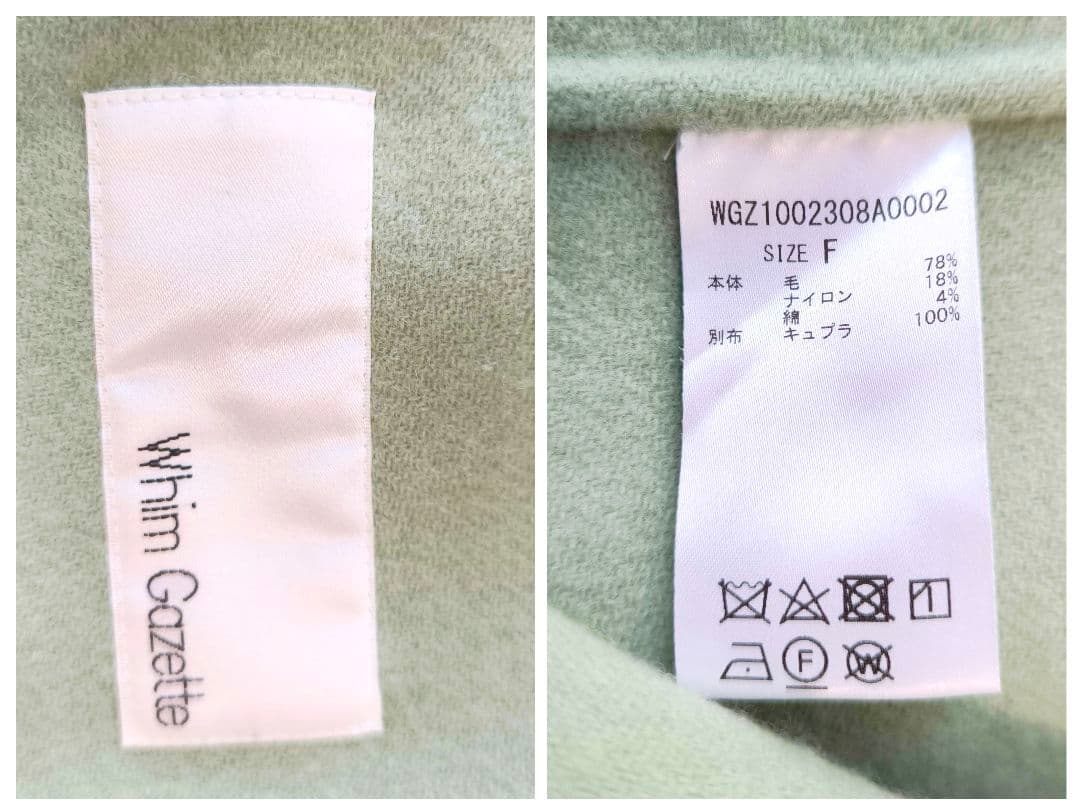 Whim Gazette
WGZ1002308A0002
SIZE F
本体 毛 78%
ナイロン 18%
綿 4%
別布 キュプラ 100%
F
W